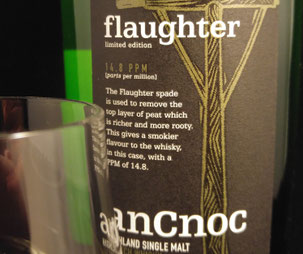 flaughter
limited edition
14.8 PPM
[parts per million]
The Flaughter spade
is used to remove the
top layer of peat which
is richer and more rooty.
This gives a smokier
flavour to the whisky,
in this case, with a
PPM of 14.8.
anCnoc
HIGHLAND SINGLE MALT